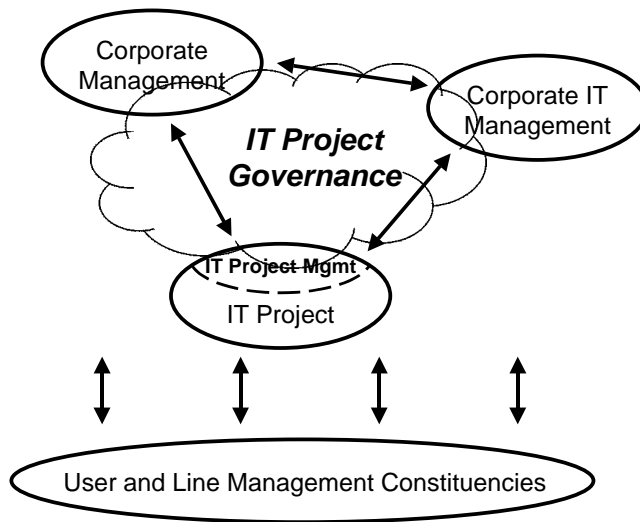 Corporate
Management
Corporate IT
Management
IT Project
Governance
IT Project Mgmt
IT Project
User and Line Management Constituencies